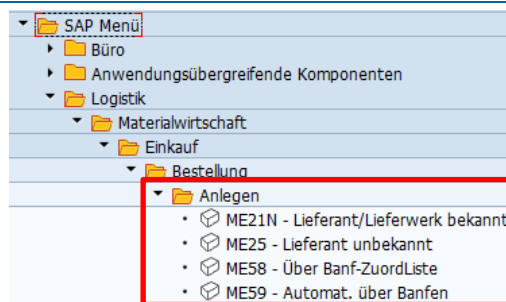 SAP Menü
Büro
Anwendungsübergreifende Komponenten
Logistik
Materialwirtschaft
Einkauf
Bestellung
Anlegen
ME21N - Lieferant/Lieferwerk bekannt
ME25 - Lieferant unbekannt
ME58 - Über Banf-ZuordListe
ME59 - Automat. über Banfen